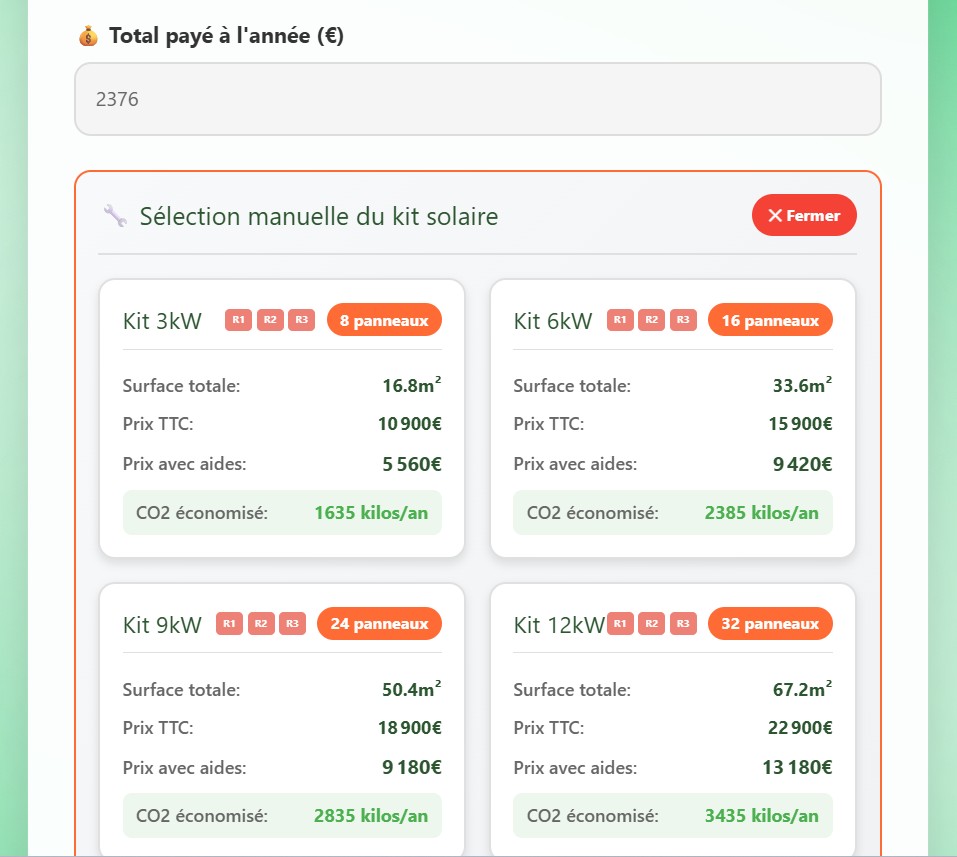 Total payé à l'année (€)
2376
Sélection manuelle du kit solaire
✕ Fermer
Kit 3kW R1 R2 R3 8 panneaux
Surface totale: 16.8m²
Prix TTC: 10 900€
Prix avec aides: 5 560€
CO2 économisé: 1635 kilos/an
Kit 6kW R1 R2 R3 16 panneaux
Surface totale: 33.6m²
Prix TTC: 15 900€
Prix avec aides: 9 420€
CO2 économisé: 2385 kilos/an
Kit 9kW R1 R2 R3 24 panneaux
Surface totale: 50.4m²
Prix TTC: 18 900€
Prix avec aides: 9 180€
CO2 économisé: 2835 kilos/an
Kit 12kW R1 R2 R3 32 panneaux
Surface totale: 67.2m²
Prix TTC: 22 900€
Prix avec aides: 13 180€
CO2 économisé: 3435 kilos/an